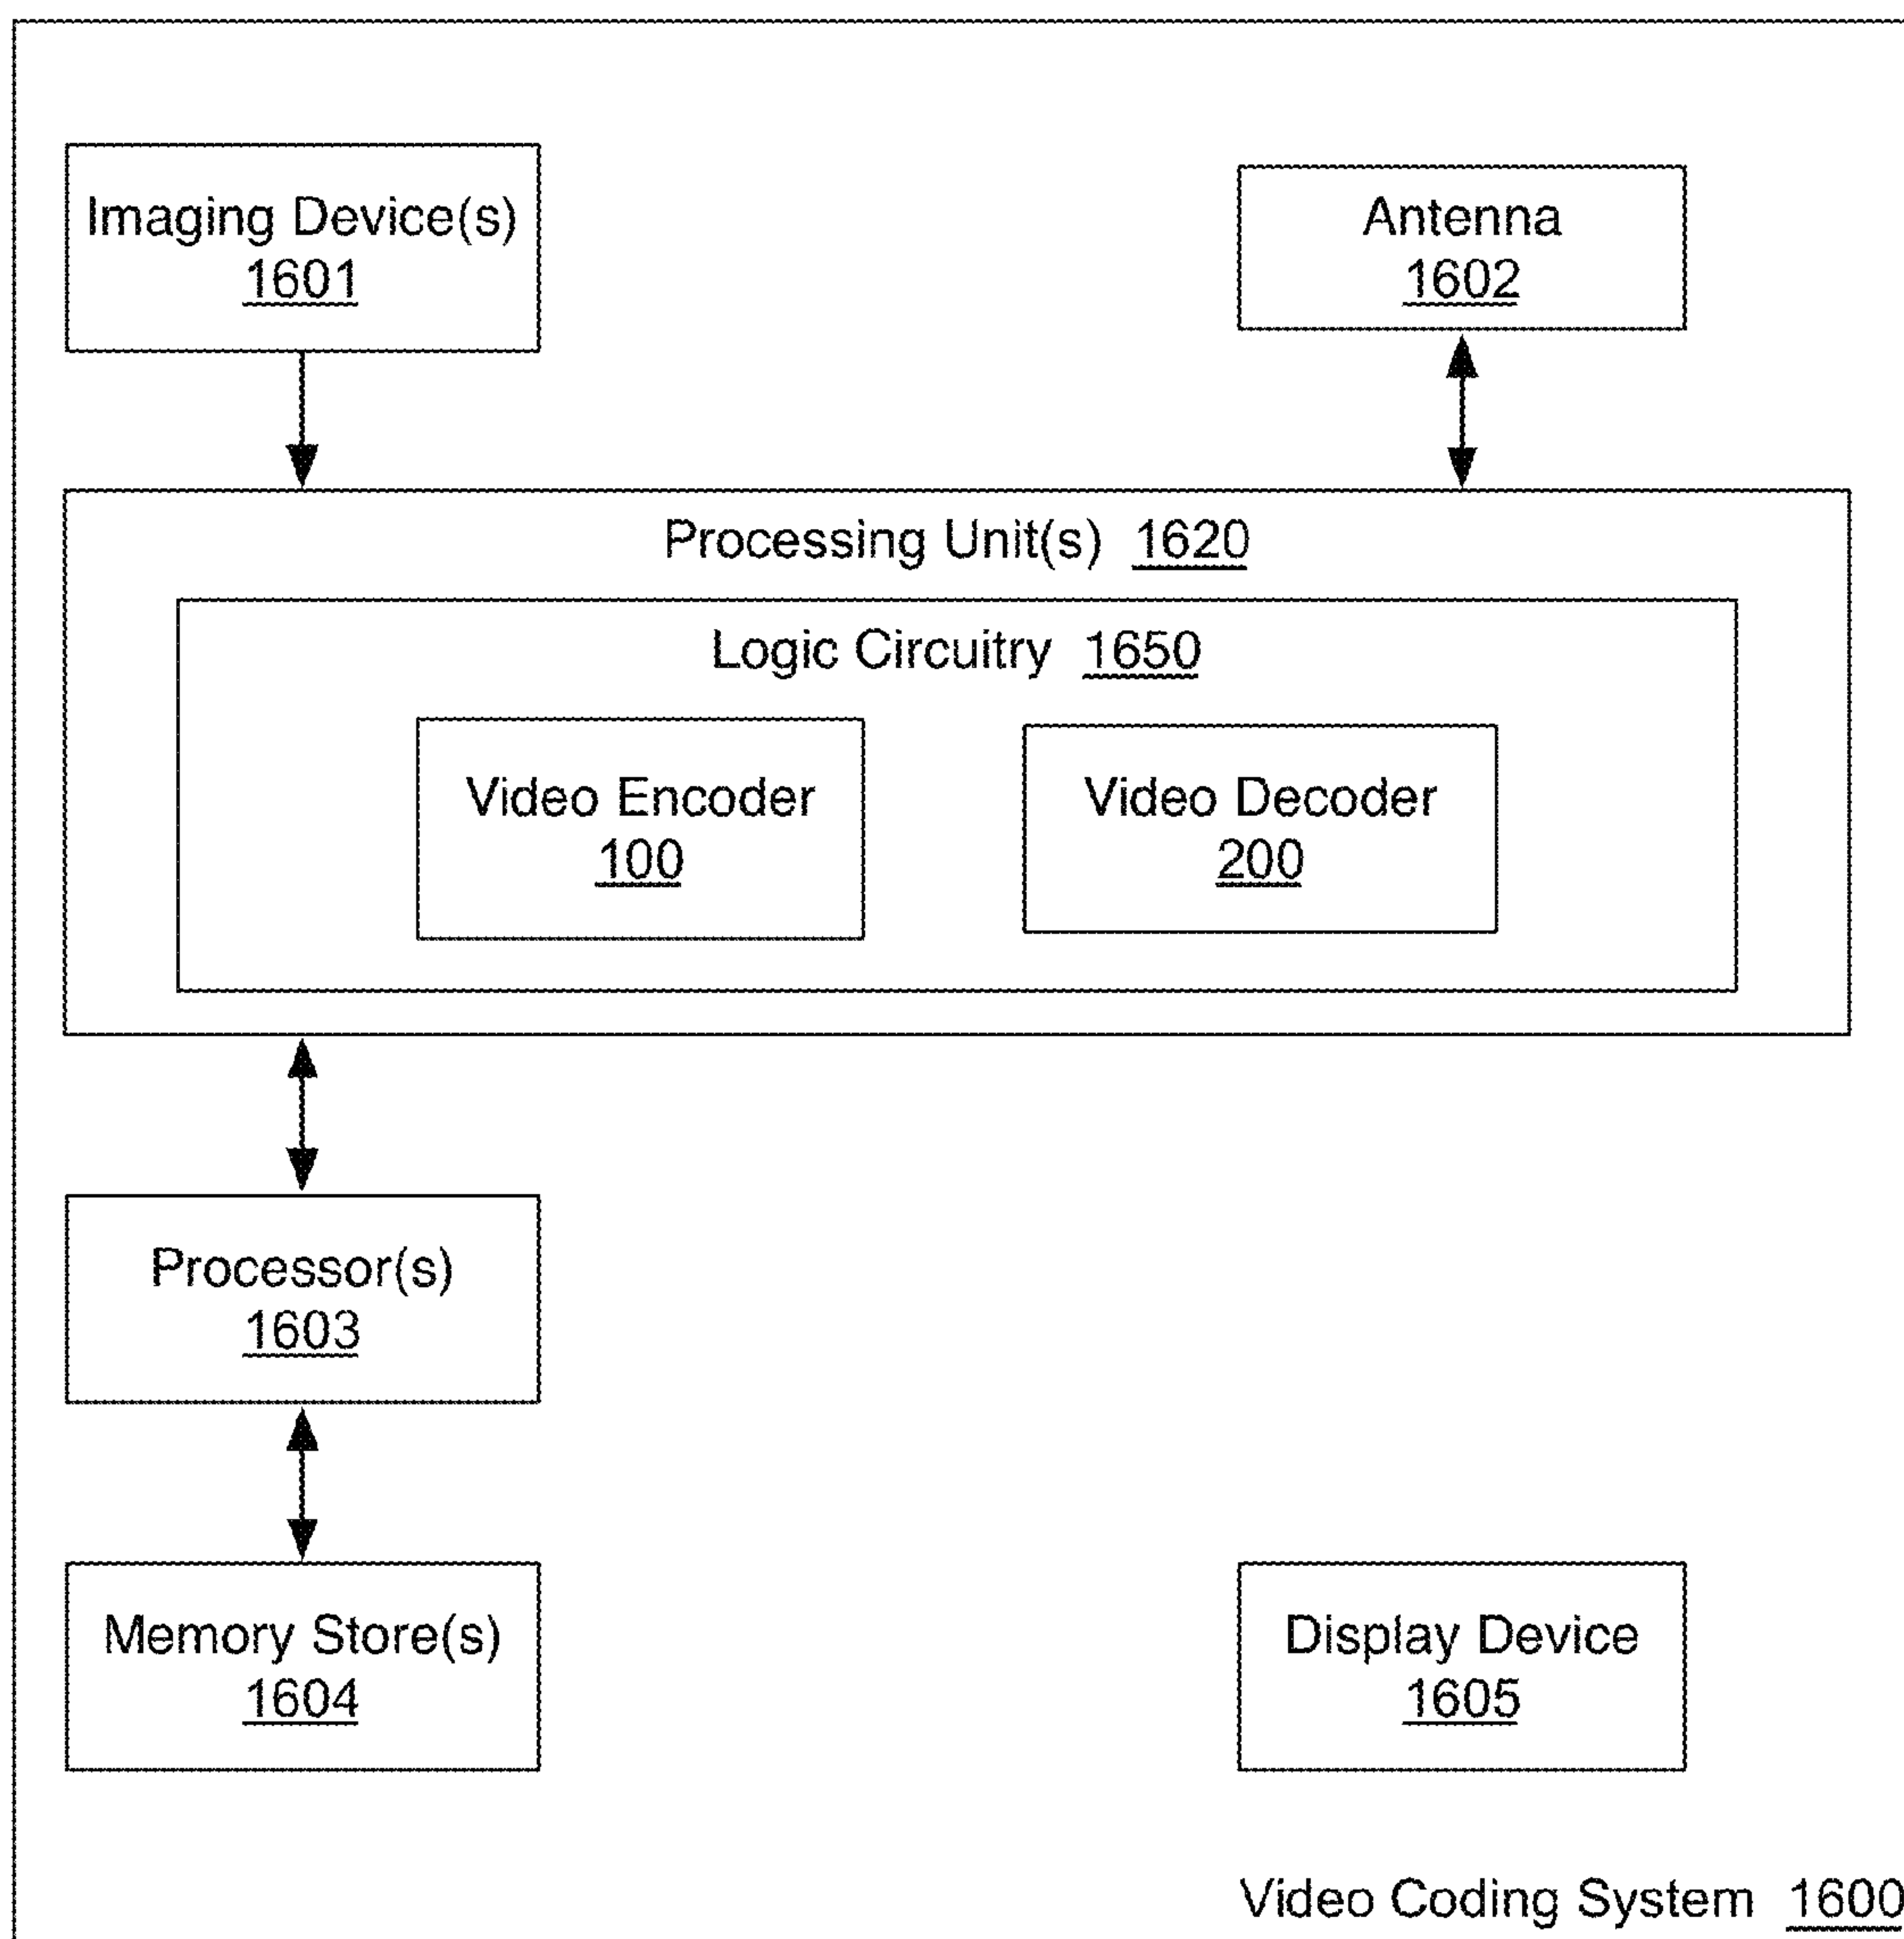 Imaging Device(s)
1601
Antenna
1602
Processing Unit(s) 1620
Logic Circuitry 1650
Video Encoder
100
Video Decoder
200
Processor(s)
1603
Memory Store(s)
1604
Display Device
1605
Video Coding System 1600